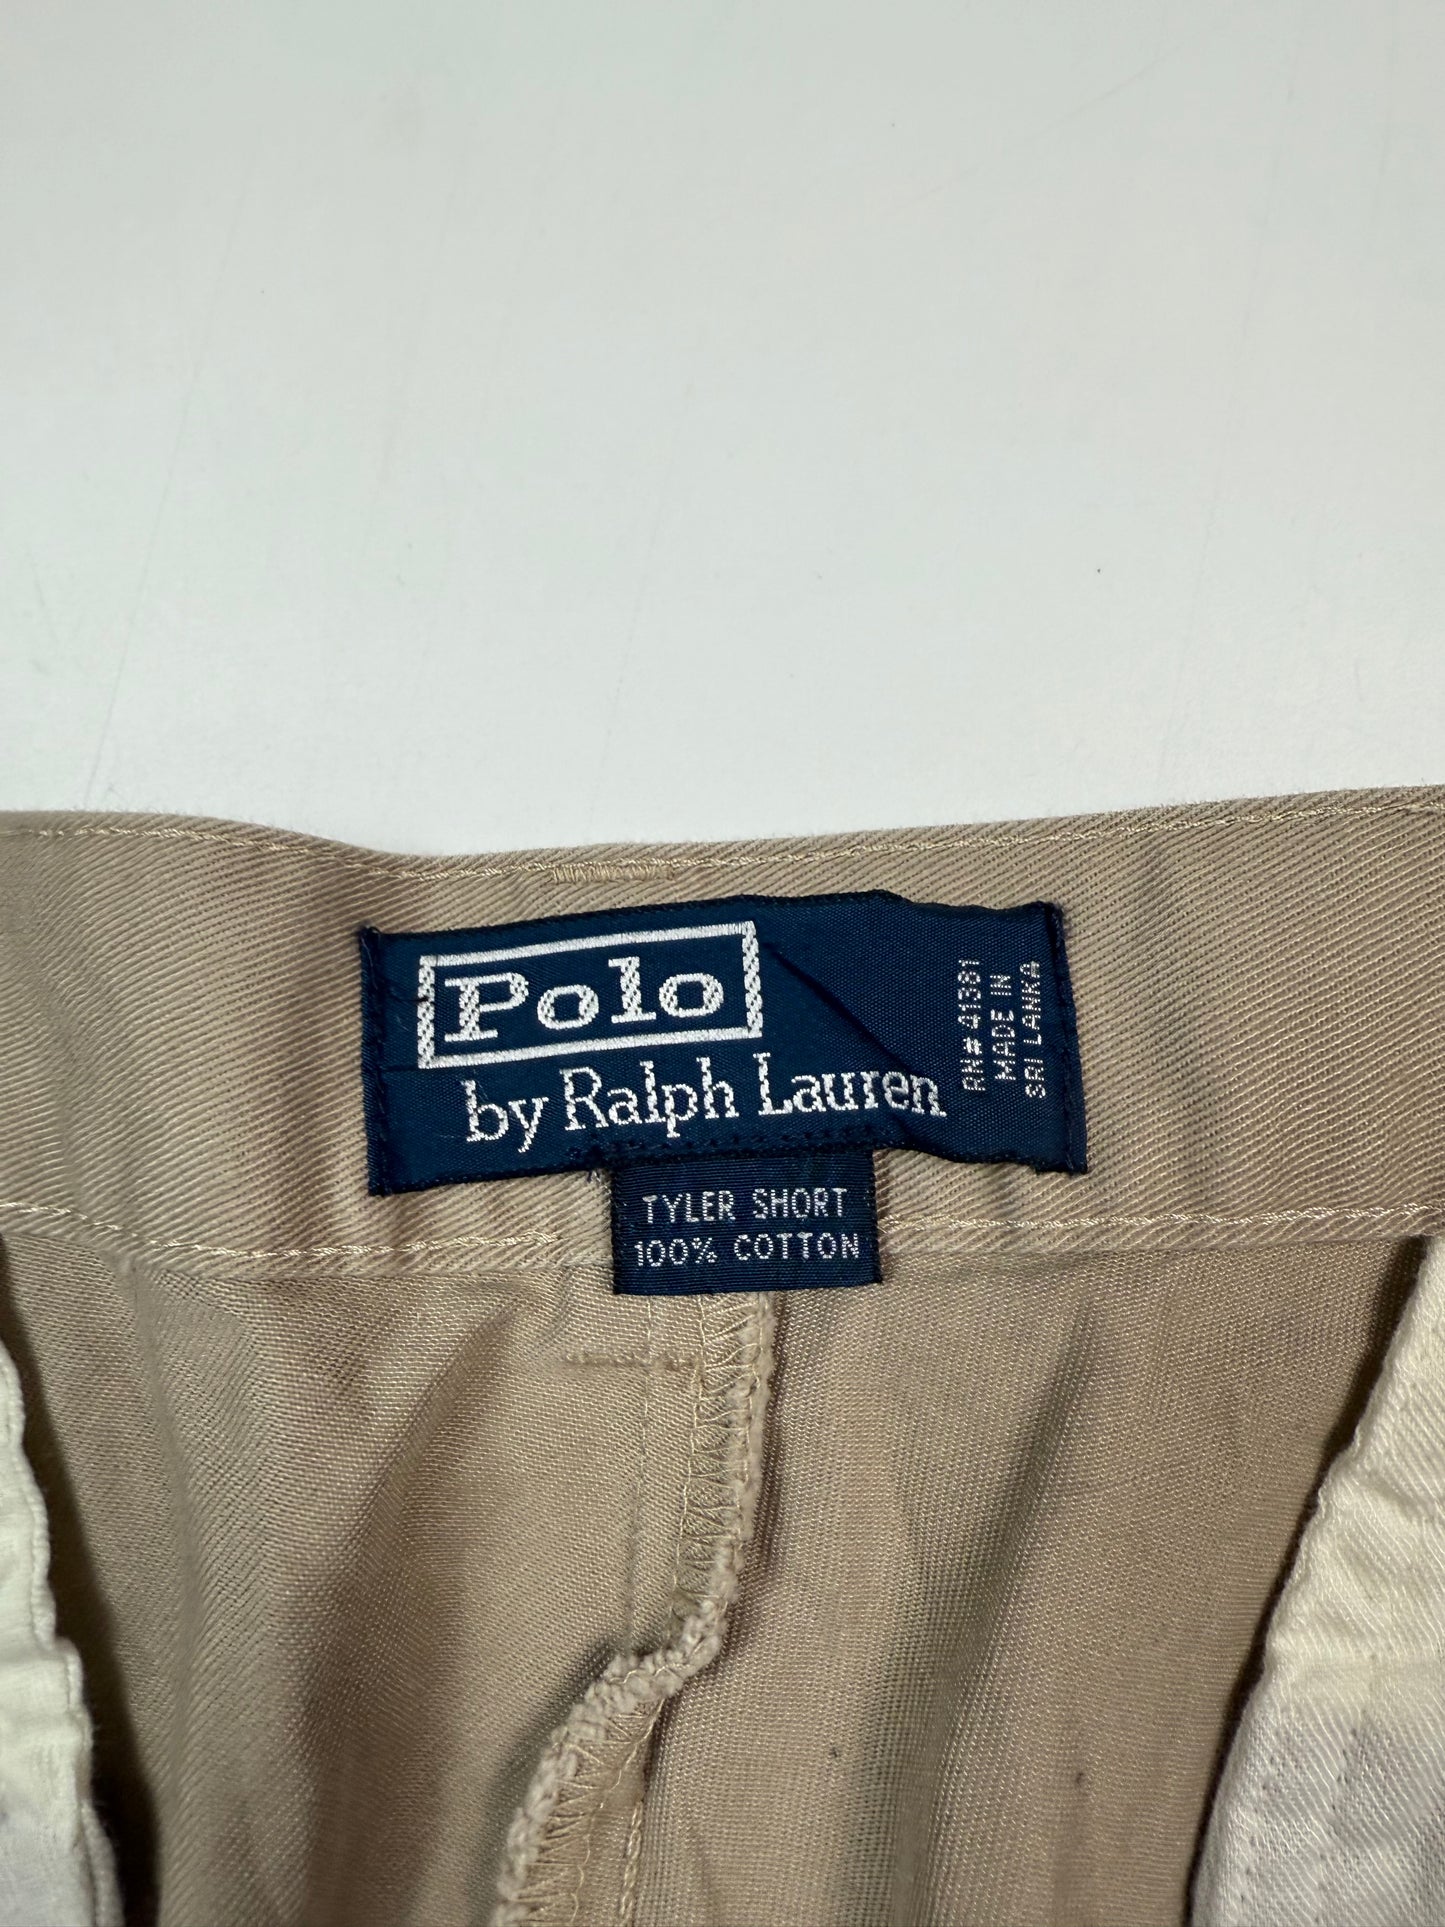 Polo
by Ralph Lauren
RN# 41381
MADE IN
SRI LANKA
TYLER SHORT
100% COTTON